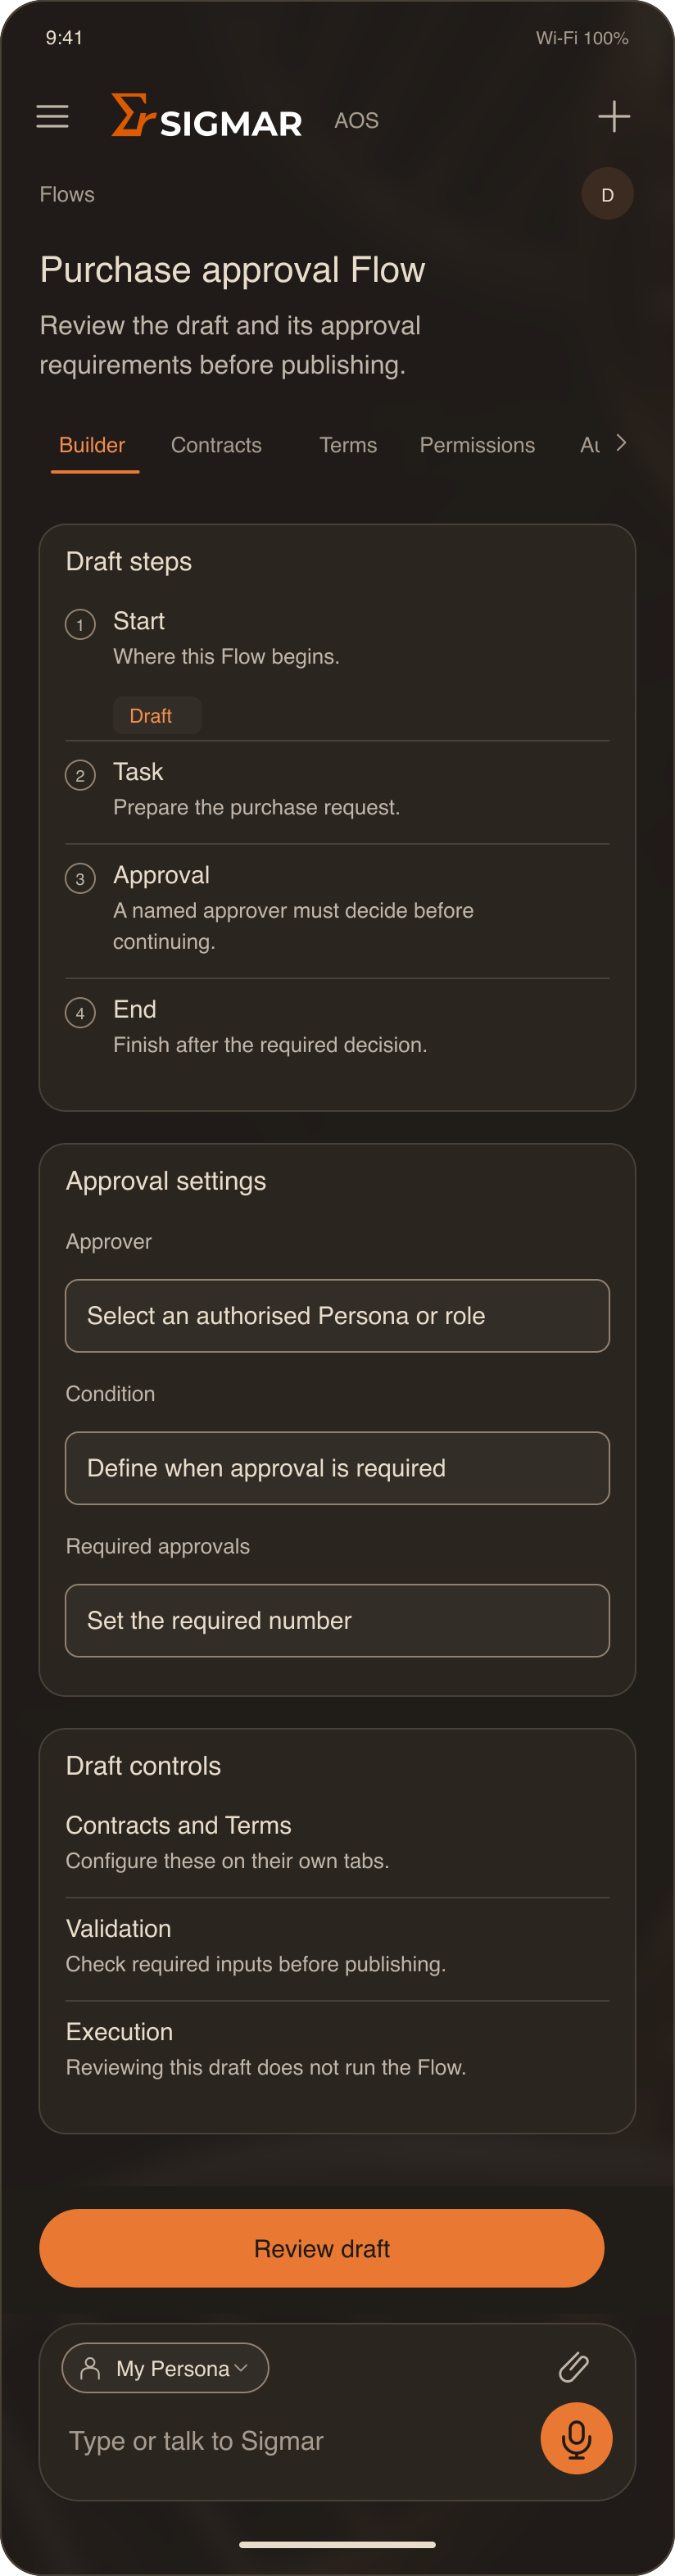 9:41
Wi-Fi 100%
Σr SIGMAR AOS
Flows
D
Purchase approval Flow
Review the draft and its approval
requirements before publishing.
Builder Contracts Terms Permissions
Draft steps
1 Start
Where this Flow begins.
Draft
2 Task
Prepare the purchase request.
3 Approval
A named approver must decide before
continuing.
4 End
Finish after the required decision.
Approval settings
Approver
Select an authorised Persona or role
Condition
Define when approval is required
Required approvals
Set the required number
Draft controls
Contracts and Terms
Configure these on their own tabs.
Validation
Check required inputs before publishing.
Execution
Reviewing this draft does not run the Flow.
Review draft
My Persona
Type or talk to Sigmar